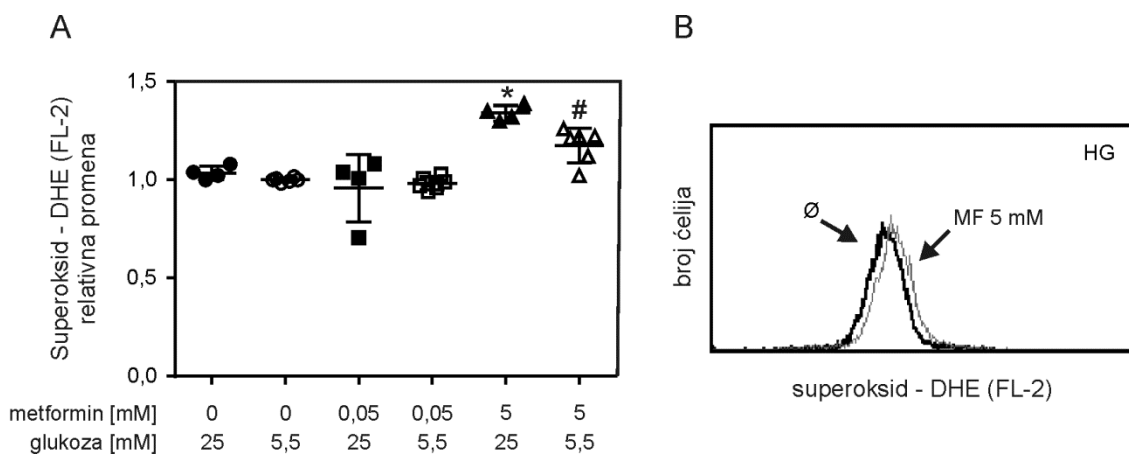 A
Superoksid - DHE (FL-2)
relativna promena
1,5
1,0
0,5
0,0
*
#
metformin [mM] 0 0 0,05 0,05 5 5
glukoza [mM] 25 5,5 25 5,5 25 5,5
B
broj ćelija
HG
Ø
MF 5 mM
superoksid - DHE (FL-2)